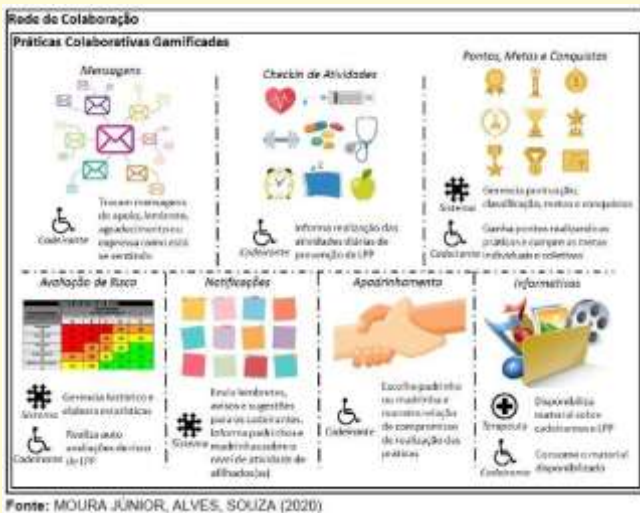 Rede de Colaboração
Práticas Colaborativas Gamificadas
Mensagens
Trocam mensagens
de apoio, lembrete,
agradecimento ou
expressa como está
se sentindo
Cadeirante
Checkin de Atividades
Informa realização das
atividades diárias de
prevenção da LPP
Cadeirante
Pontos, Metas e Conquistas
Gerencia pontuação,
classificação, metas e conquistas
Sistema
Ganha pontos realizando as
práticas e cumpre as metas
individuais e coletivas
Cadeirante
Avaliação de Risco
Gerencia histórico e
elabora estatísticas
Sistema
Realiza auto
avaliações de risco
de LPP
Cadeirante
Notificações
Envia lembretes,
avisos e sugestões
para os cadeirantes.
Informa padrinhos e
madrinhas sobre o
nível de atividade de
afilhados(as)
Sistema
Apadrinhamento
Escolhe padrinho
ou madrinha e
mantém relação de
compromisso de
realização das
práticas
Cadeirante
Informativos
Disponibiliza
material sobre
cadeirantes e LPP
Terapeuta
Consome o material
disponibilizado
Cadeirante
Fonte: MOURA JÚNIOR, ALVES, SOUZA (2020)